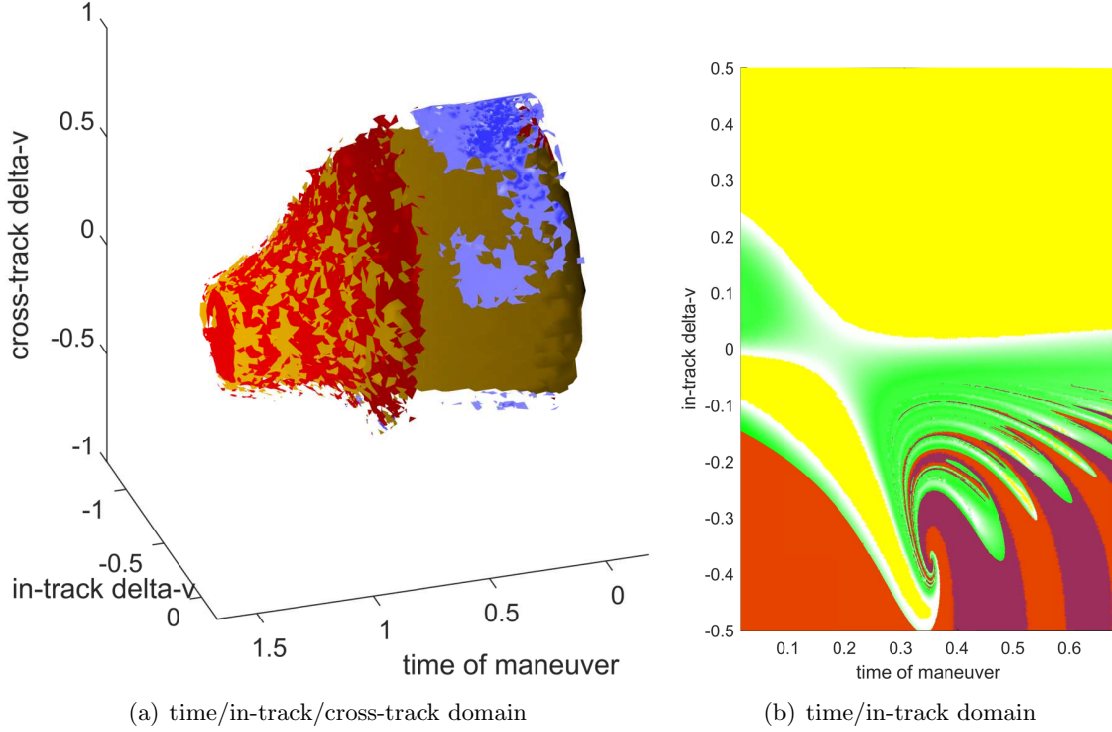 1
0.5
0
-0.5
-1
cross-track delta-v
-1
-0.5
0
in-track delta-v
1.5
1
0.5
0
time of maneuver
(a) time/in-track/cross-track domain
0.5
0.4
0.3
0.2
0.1
0
-0.1
-0.2
-0.3
-0.4
-0.5
in-track delta-v
0.1 0.2 0.3 0.4 0.5 0.6
time of maneuver
(b) time/in-track domain